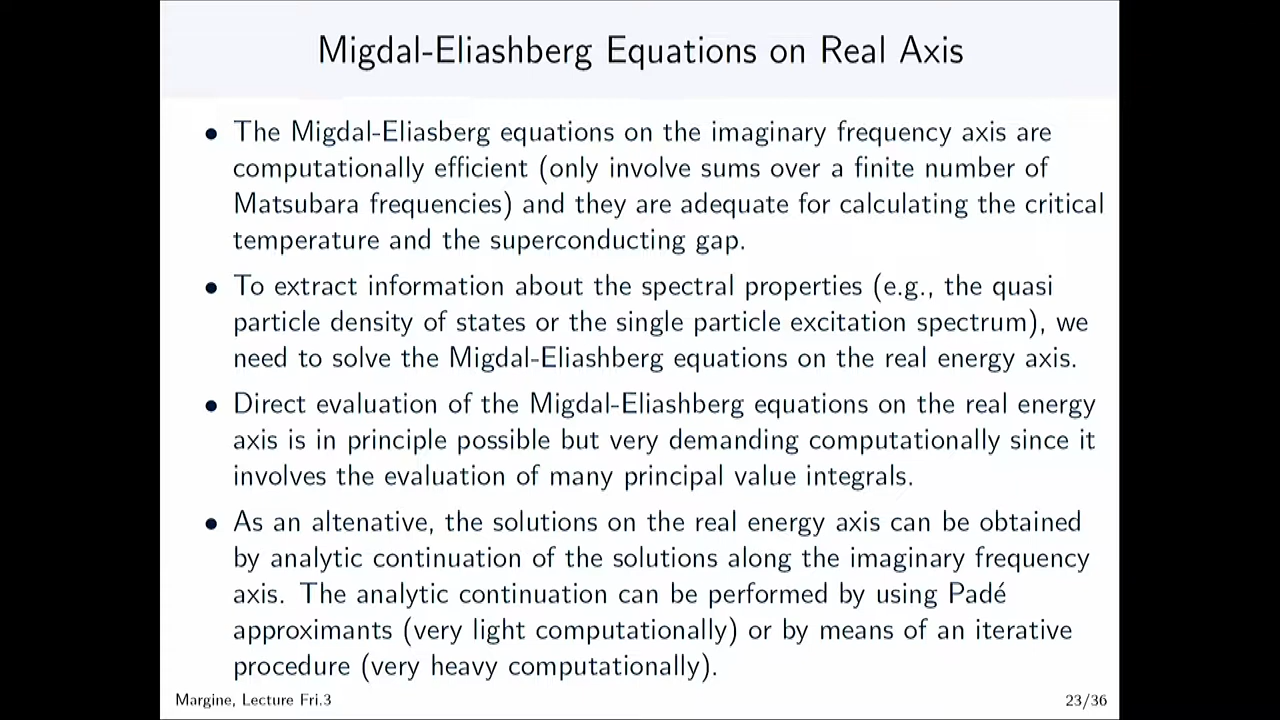 Migdal-Eliashberg Equations on Real Axis
• The Migdal-Eliasberg equations on the imaginary frequency axis are
computationally efficient (only involve sums over a finite number of
Matsubara frequencies) and they are adequate for calculating the critical
temperature and the superconducting gap.
• To extract information about the spectral properties (e.g., the quasi
particle density of states or the single particle excitation spectrum), we
need to solve the Migdal-Eliashberg equations on the real energy axis.
• Direct evaluation of the Migdal-Eliashberg equations on the real energy
axis is in principle possible but very demanding computationally since it
involves the evaluation of many principal value integrals.
• As an altenative, the solutions on the real energy axis can be obtained
by analytic continuation of the solutions along the imaginary frequency
axis. The analytic continuation can be performed by using Padé
approximants (very light computationally) or by means of an iterative
procedure (very heavy computationally).
Margine, Lecture Fri.3
23/36